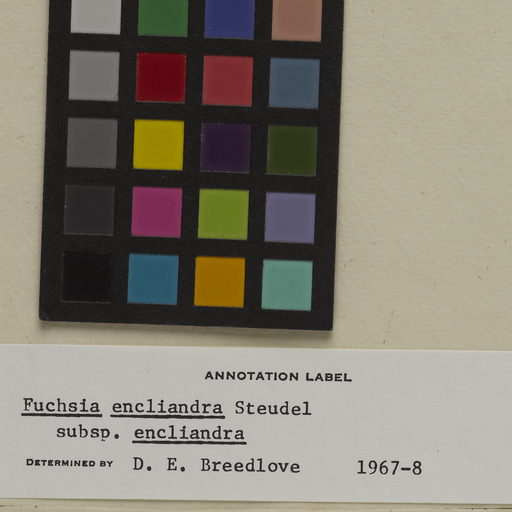 ANNOTATION LABEL
Fuchsia encliandra Steudel
subsp. encliandra
DETERMINED BY D. E. Breedlove 1967-8